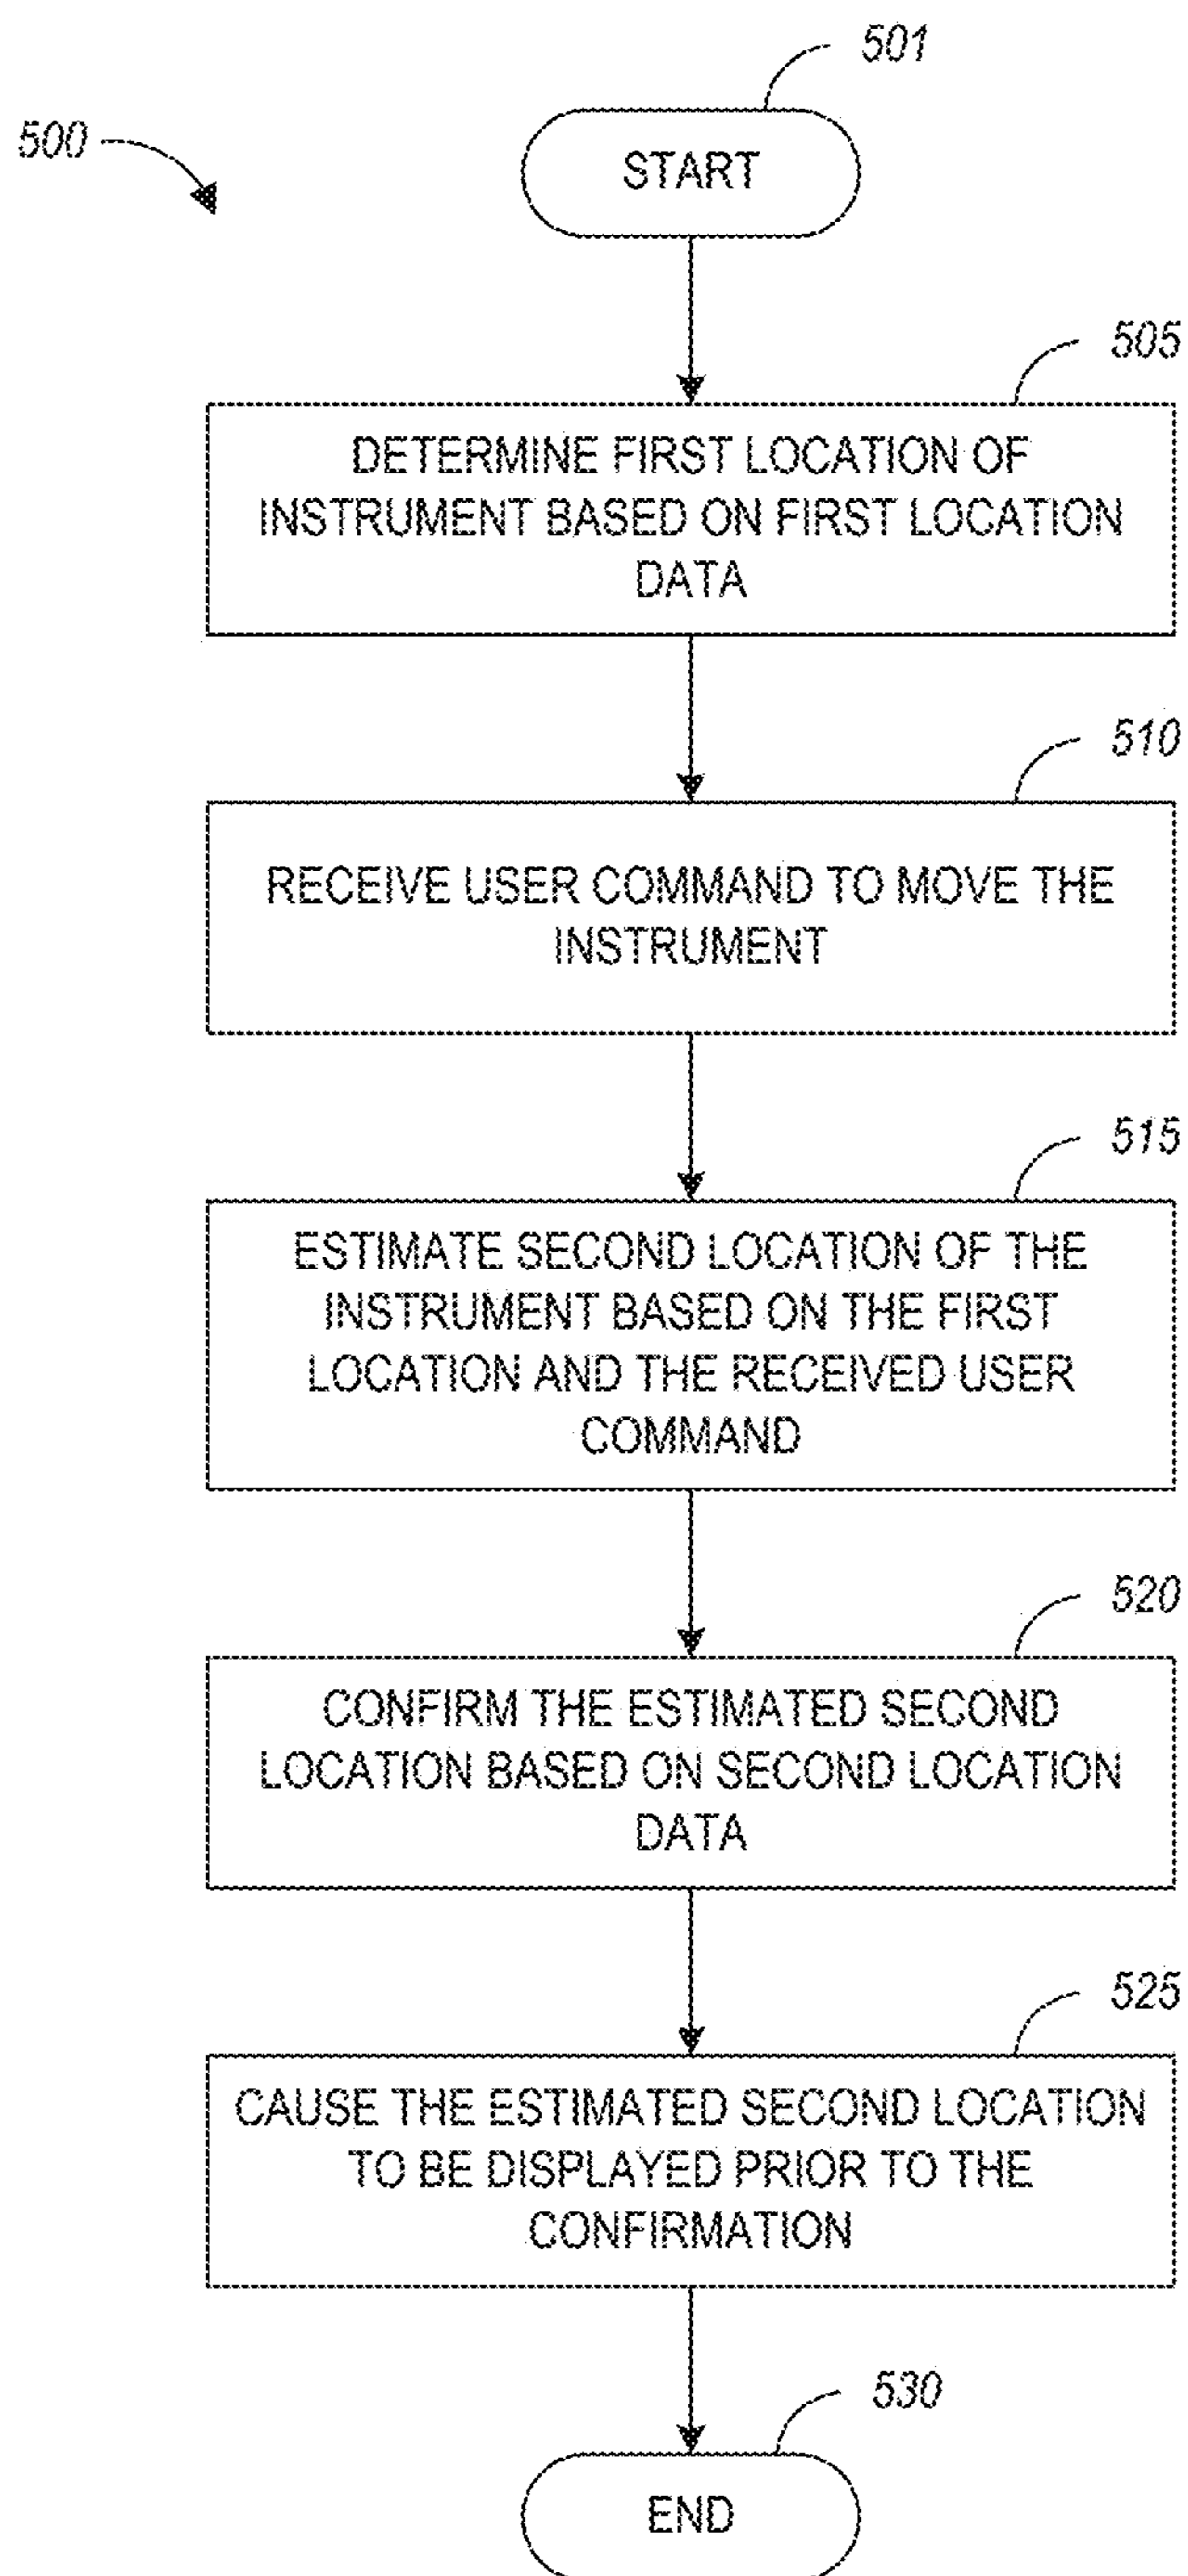 501
500
START
505
DETERMINE FIRST LOCATION OF
INSTRUMENT BASED ON FIRST LOCATION
DATA
510
RECEIVE USER COMMAND TO MOVE THE
INSTRUMENT
515
ESTIMATE SECOND LOCATION OF THE
INSTRUMENT BASED ON THE FIRST
LOCATION AND THE RECEIVED USER
COMMAND
520
CONFIRM THE ESTIMATED SECOND
LOCATION BASED ON SECOND LOCATION
DATA
525
CAUSE THE ESTIMATED SECOND LOCATION
TO BE DISPLAYED PRIOR TO THE
CONFIRMATION
530
END